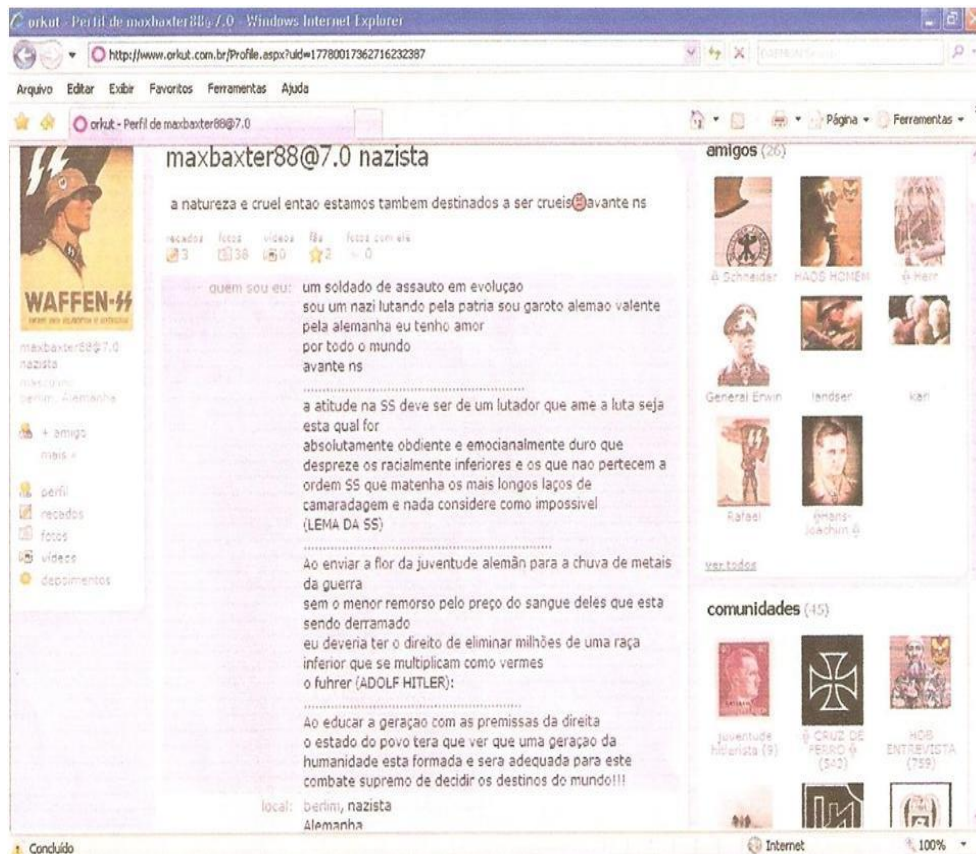 orkut - Perfil de maxbaxter88@7.0 - Windows Internet Explorer
http://www.orkut.com.br/Profile.aspx?uid=17780017362716232387
Arquivo Editar Exibir Favoritos Ferramentas Ajuda
orkut - Perfil de maxbaxter88@7.0
Página
Ferramentas
WAFFEN-SS
maxbaxter88@7.0
nazista
masculino
berlim, Alemanha
+ amigo
mais »
perfil
recados
fotos
vídeos
depoimentos
maxbaxter88@7.0 nazista
a natureza e cruel entao estamos tambem destinados a ser crueis avante ns
recados fotos vídeos fãs fotos com ele
3 38 0 2 0
quem sou eu:
um soldado de assauto em evoluçao
sou um nazi lutando pela patria sou garoto alemao valente
pela alemanha eu tenho amor
por todo o mundo
avante ns
a atitude na SS deve ser de um lutador que ame a luta seja
esta qual for
absolutamente obdiente e emocianalmente duro que
despreze os racialmente inferiores e os que nao pertecem a
ordem SS que matenha os mais longos laços de
camaradagem e nada considere como impossivel
(LEMA DA SS)
Ao enviar a flor da juventude alemãn para a chuva de metais
da guerra
sem o menor remorso pelo preço do sangue deles que esta
sendo derramado
eu deveria ter o direito de eliminar milhões de uma raça
inferior que se multiplicam como vermes
o fuhrer (ADOLF HITLER):
Ao educar a geraçao com as premissas da direita
o estado do povo tera que ver que uma geraçao da
humanidade esta formada e sera adequada para este
combate supremo de decidir os destinos do mundo!!!
local: berlim, nazista
Alemanha
amigos (26)
Schneider
HAOS HOMEM
Herr
General Erwin
landser
karl
Rafael
Hans-
Joachim
ver todos
comunidades (45)
juventude
hitlerista (9)
CRUZ DE
FERRO
(542)
HDB
ENTREVISTA
(759)
Concluído
Internet
100%